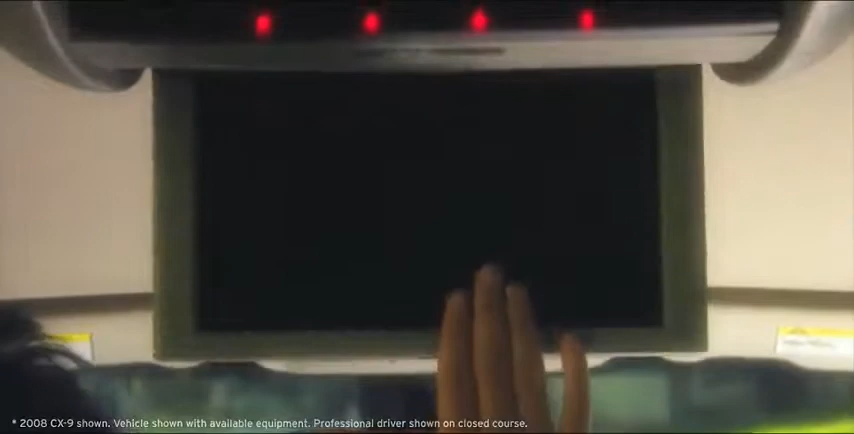 * 2008 CX-9 shown. Vehicle shown with available equipment. Professional driver shown on closed course.